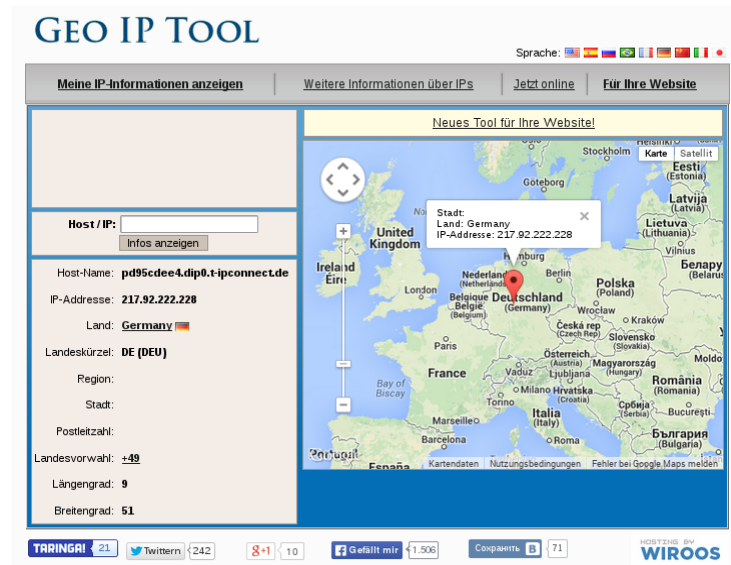 GEO IP TOOL
Sprache:
Meine IP-Informationen anzeigen
Weitere Informationen über IPs
Jetzt online
Für Ihre Website
Neues Tool für Ihre Website!
Host / IP:
Infos anzeigen
Host-Name: pd95cdee4.dip0.t-ipconnect.de
IP-Addresse: 217.92.222.228
Land: Germany
Landeskürzel: DE (DEU)
Region:
Stadt:
Postleitzahl:
Landesvorwahl: +49
Längengrad: 9
Breitengrad: 51
Karte
Satellit
Stadt:
Land: Germany
IP-Addresse: 217.92.222.228
Stockholm
Eesti
(Estonia)
Göteborg
Latvija
(Latvia)
Lietuva
(Lithuania)
Vilnius
United
Kingdom
Ireland
Éire
London
Berlin
Polska
(Poland)
Белару
(Belarus
België
Belgique
(Belgium)
Deutschland
(Germany)
Wrocław
Kraków
Česká rep
(Czech Rep)
Slovensko
(Slovakia)
Paris
Österreich
(Austria)
Magyarország
(Hungary)
Moldo
France
Vaduz
Ljubljana
România
(Romania)
Bay of
Biscay
Milano
Hrvatska
(Croatia)
Torino
Србија
(Serbia)
București
Marseille
Italia
(Italy)
България
(Bulgaria)
Barcelona
Roma
Portugal
España
Kartendaten
Nutzungsbedingungen
Fehler bei Google Maps melden
TARINGA! 21
Twittern 242
g+1 10
Gefällt mir 1.506
Сохранить B 71
HOSTING BY
WIROOS